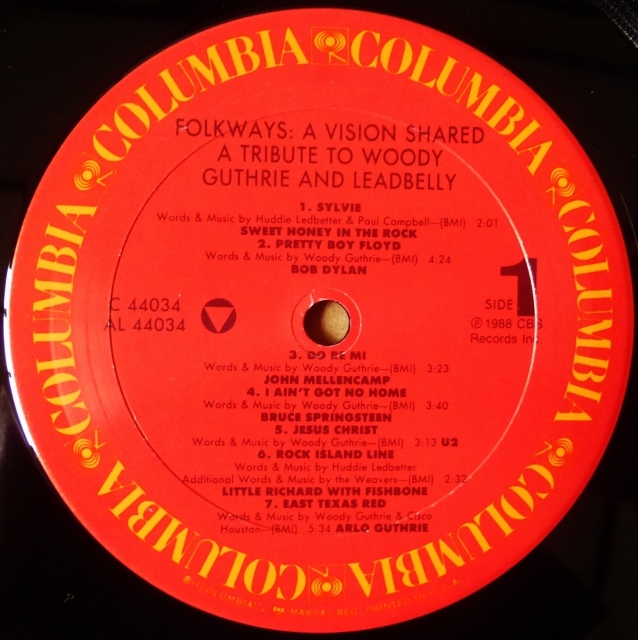 COLUMBIA COLUMBIA COLUMBIA COLUMBIA COLUMBIA COLUMBIA
FOLKWAYS: A VISION SHARED
A TRIBUTE TO WOODY
GUTHRIE AND LEADBELLY
1. SYLVIE
Words & Music by Huddie Ledbetter & Paul Campbell—(BMI) 2:01
SWEET HONEY IN THE ROCK
2. PRETTY BOY FLOYD
Words & Music by Woody Guthrie—(BMI) 4:24
BOB DYLAN
C 44034
AL 44034
SIDE 1
℗ 1988 CBS
Records Inc.
3. DO RE MI
Words & Music by Woody Guthrie—(BMI) 3:23
JOHN MELLENCAMP
4. I AIN'T GOT NO HOME
Words & Music by Woody Guthrie—(BMI) 3:40
BRUCE SPRINGSTEEN
5. JESUS CHRIST
Words & Music by Woody Guthrie—(BMI) 3:13 U2
6. ROCK ISLAND LINE
Words & Music by Huddie Ledbetter
Additional Words & Music by the Weavers—(BMI) 2:32
LITTLE RICHARD WITH FISHBONE
7. EAST TEXAS RED
Words & Music by Woody Guthrie & Cisco
Houston—(BMI) 5:34 ARLO GUTHRIE
COLUMBIA MARCAS REG. PRINTED IN U.S.A.